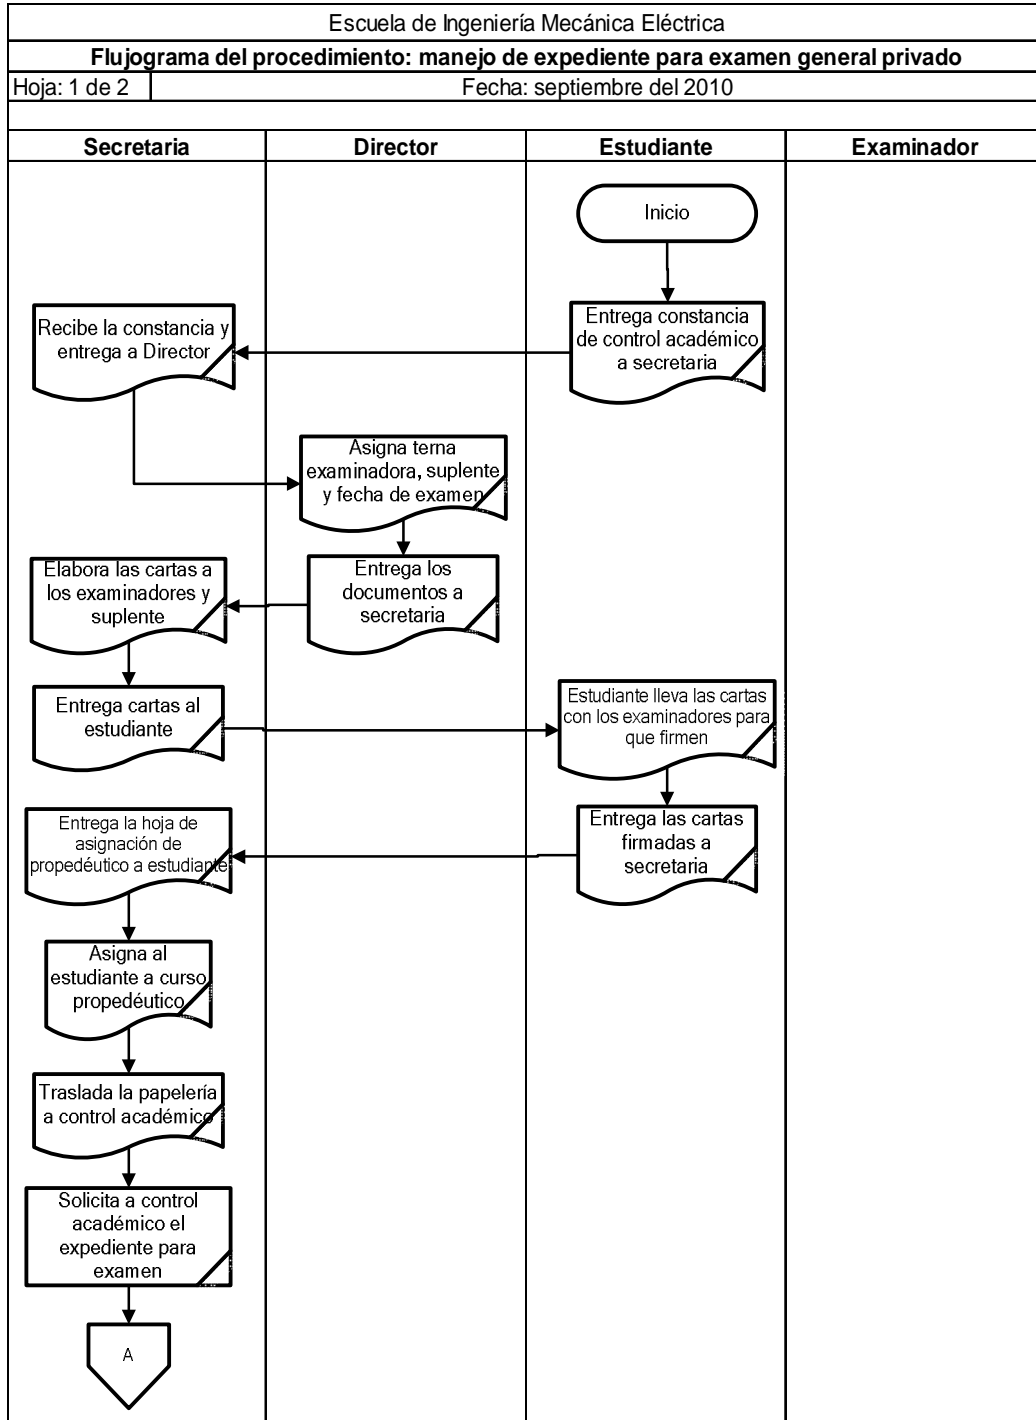 Escuela de Ingeniería Mecánica Eléctrica
Flujograma del procedimiento: manejo de expediente para examen general privado
Hoja: 1 de 2
Fecha: septiembre del 2010
Secretaria
Director
Estudiante
Examinador
Inicio
Entrega constancia
de control académico
a secretaria
Recibe la constancia y
entrega a Director
Asigna terna
examinadora, suplente
y fecha de examen
Entrega los
documentos a
secretaria
Elabora las cartas a
los examinadores y
suplente
Entrega cartas al
estudiante
Estudiante lleva las cartas
con los examinadores para
que firmen
Entrega las cartas
firmadas a
secretaria
Entrega la hoja de
asignación de
propedéutico a estudiante
Asigna al
estudiante a curso
propedéutico
Traslada la papelería
a control académico
Solicita a control
académico el
expediente para
examen
A